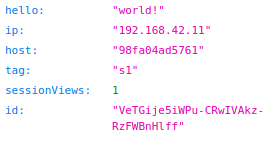 hello: "world!"
ip: "192.168.42.11"
host: "98fa04ad5761"
tag: "s1"
sessionViews: 1
id: "VeTGije5iWPu-CRwIVAkz-
RzFWBnHlff"